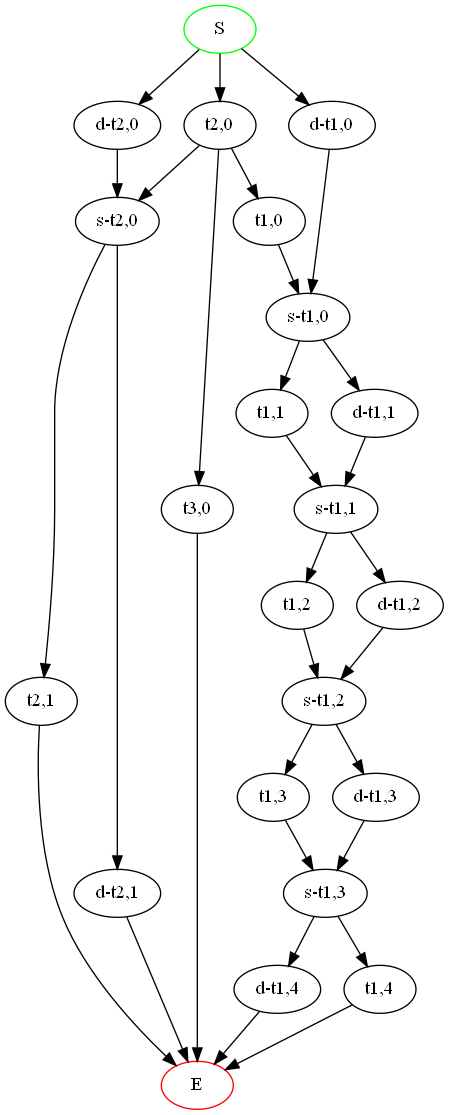 S
d-t2,0
t2,0
d-t1,0
s-t2,0
t1,0
s-t1,0
t1,1
d-t1,1
t3,0
s-t1,1
t1,2
d-t1,2
t2,1
s-t1,2
t1,3
d-t1,3
d-t2,1
s-t1,3
d-t1,4
t1,4
E